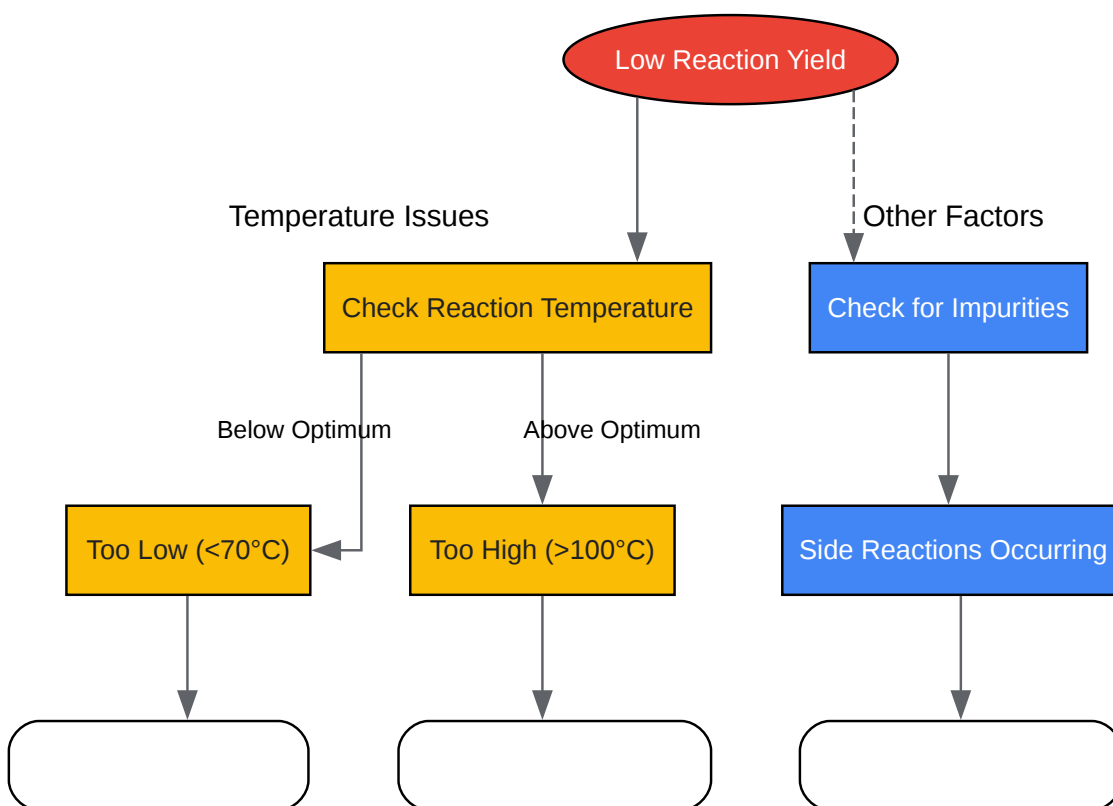 Low Reaction Yield
Temperature Issues
Other Factors
Check Reaction Temperature
Check for Impurities
Below Optimum
Above Optimum
Too Low (<70°C)
Too High (>100°C)
Side Reactions Occurring